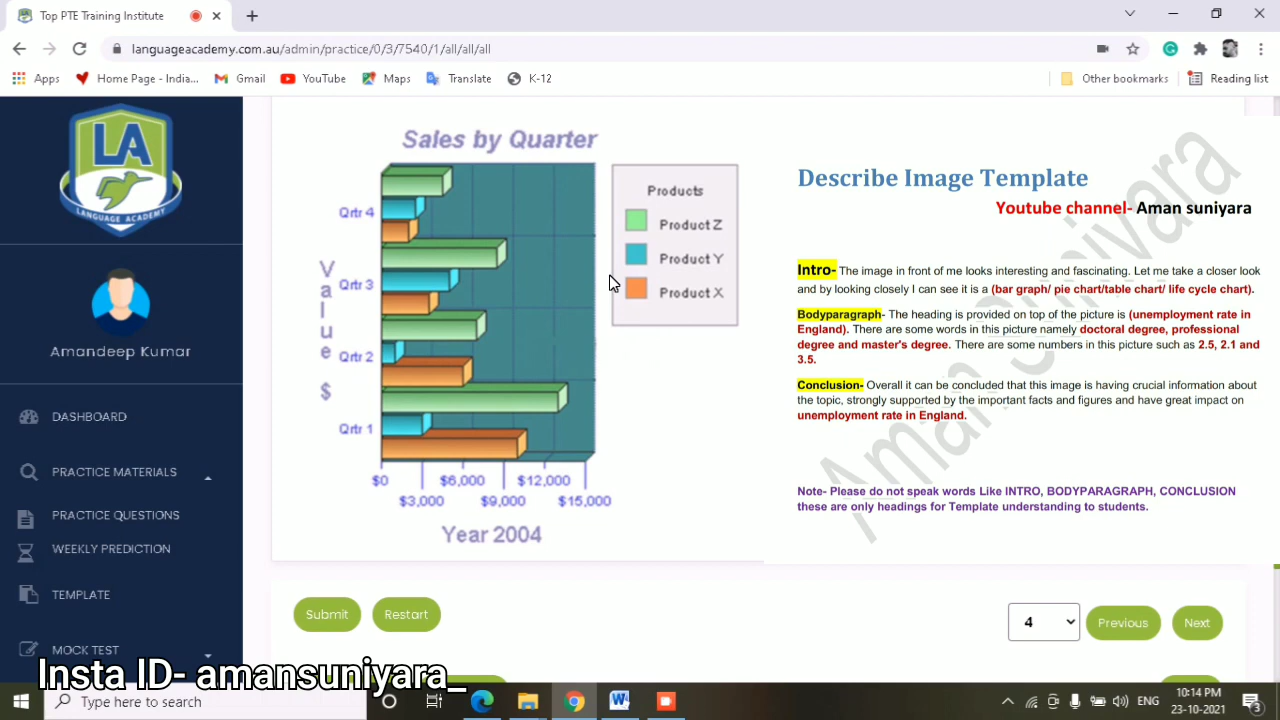 Top PTE Training Institute
languageacademy.com.au/admin/practice/0/3/7540/1/all/all/all
Apps
Home Page - India...
Gmail
YouTube
Maps
Translate
K-12
Other bookmarks
Reading list
LA
LANGUAGE ACADEMY
Amandeep Kumar
DASHBOARD
PRACTICE MATERIALS
PRACTICE QUESTIONS
WEEKLY PREDICTION
TEMPLATE
MOCK TEST
Sales by Quarter
Value $
Qrtr 4
Qrtr 3
Qrtr 2
Qrtr 1
$0 $6,000 $12,000
$3,000 $9,000 $15,000
Year 2004
Products
Product Z
Product Y
Product X
Describe Image Template
Youtube channel- Aman suniyara
Intro- The image in front of me looks interesting and fascinating. Let me take a closer look
and by looking closely I can see it is a (bar graph/ pie chart/table chart/ life cycle chart).
Bodyparagraph- The heading is provided on top of the picture is (unemployment rate in
England). There are some words in this picture namely doctoral degree, professional
degree and master's degree. There are some numbers in this picture such as 2.5, 2.1 and
3.5.
Conclusion- Overall it can be concluded that this image is having crucial information about
the topic, strongly supported by the important facts and figures and have great impact on
unemployment rate in England.
Note- Please do not speak words Like INTRO, BODYPARAGRAPH, CONCLUSION
these are only headings for Template understanding to students.
Aman Suniyara
Submit
Restart
4
Previous
Next
Insta ID- amansuniyara_
Type here to search
ENG
10:14 PM
23-10-2021
3